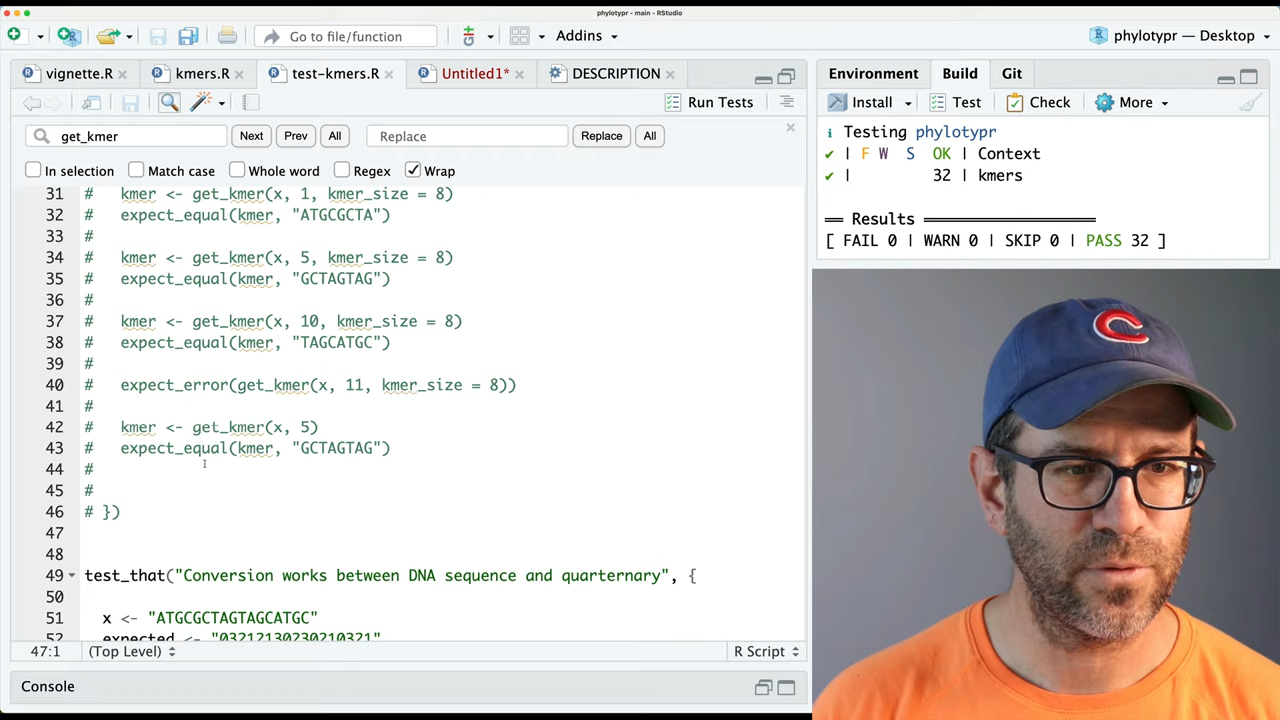 phylotypr - main - RStudio
Go to file/function
Addins
phylotypr — Desktop
vignette.R
kmers.R
test-kmers.R
Untitled1*
DESCRIPTION
Run Tests
get_kmer
Next
Prev
All
Replace
Replace
All
In selection
Match case
Whole word
Regex
Wrap
31 # kmer <- get_kmer(x, 1, kmer_size = 8)
32 # expect_equal(kmer, "ATGCGCTA")
33 #
34 # kmer <- get_kmer(x, 5, kmer_size = 8)
35 # expect_equal(kmer, "GCTAGTAG")
36 #
37 # kmer <- get_kmer(x, 10, kmer_size = 8)
38 # expect_equal(kmer, "TAGCATGC")
39 #
40 # expect_error(get_kmer(x, 11, kmer_size = 8))
41 #
42 # kmer <- get_kmer(x, 5)
43 # expect_equal(kmer, "GCTAGTAG")
44 #
45 #
46 # })
47
48
49 test_that("Conversion works between DNA sequence and quarternary", {
50
51 x <- "ATGCGCTAGTAGCATGC"
52 expected <- "03212130230210321"
47:1
(Top Level)
R Script
Console
Environment
Build
Git
Install
Test
Check
More
i Testing phylotypr
✔ | F W S OK | Context
✔ | 32 | kmers
══ Results ═════════════════
[ FAIL 0 | WARN 0 | SKIP 0 | PASS 32 ]
C